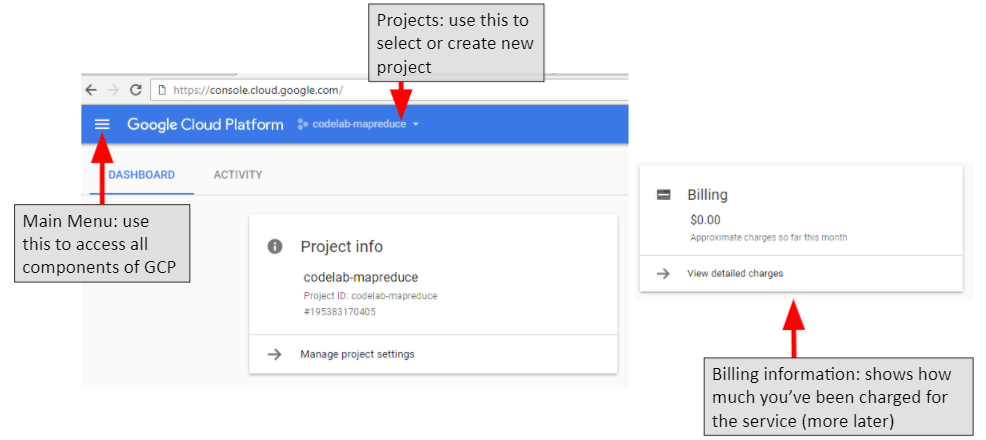 Projects: use this to
select or create new
project
https://console.cloud.google.com/
Google Cloud Platform codelab-mapreduce
DASHBOARD ACTIVITY
Main Menu: use
this to access all
components of GCP
Project info
codelab-mapreduce
Project ID: codelab-mapreduce
#195383170405
Manage project settings
Billing
$0.00
Approximate charges so far this month
View detailed charges
Billing information: shows how
much you’ve been charged for
the service (more later)